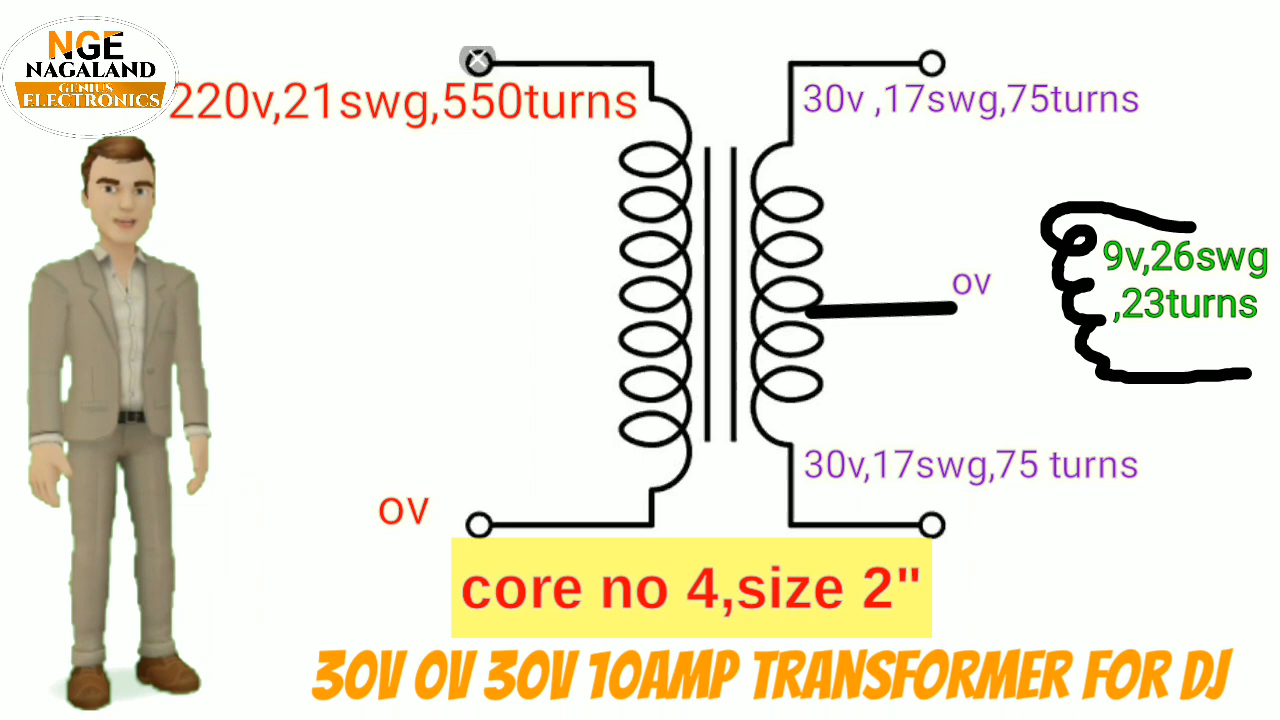 NGE
NAGALAND
GENIUS
ELECTRONICS
220v,21swg,550turns
30v ,17swg,75turns
9v,26swg
,23turns
ov
30v,17swg,75 turns
ov
core no 4,size 2"
30V 0V 30V 10AMP TRANSFORMER FOR DJ